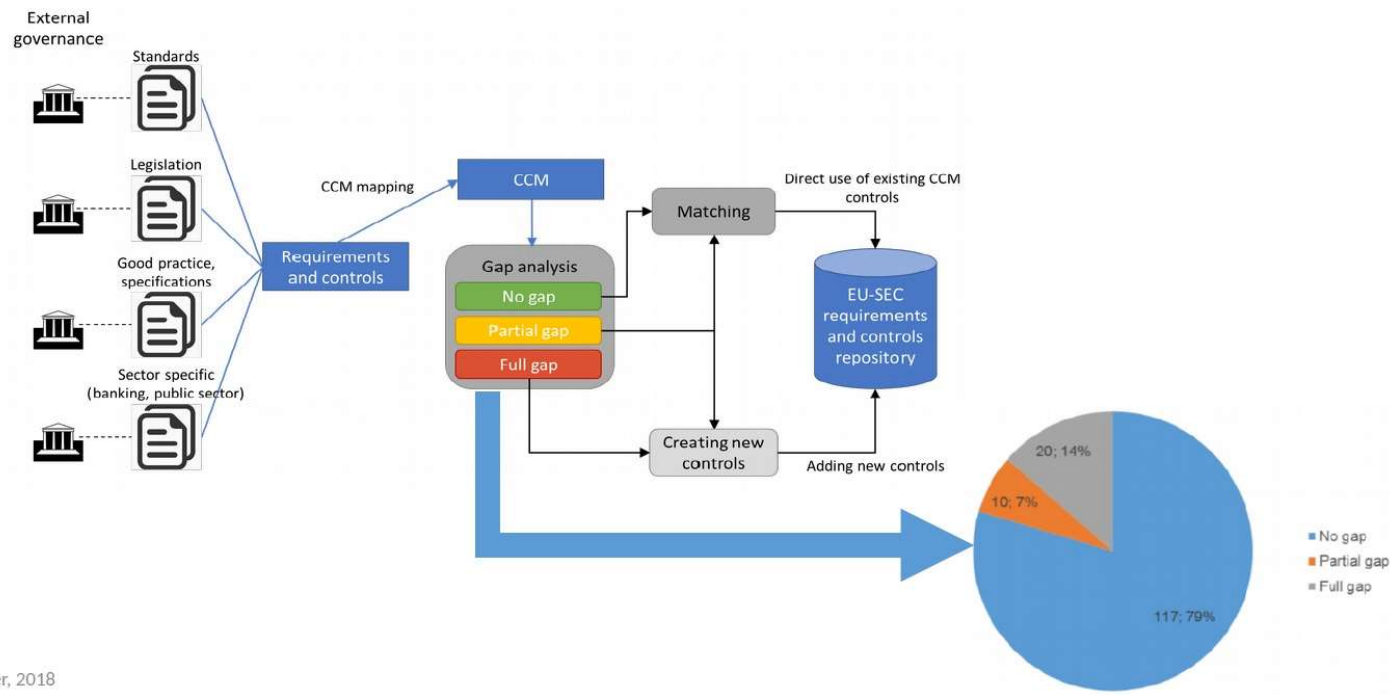 External
governance
Standards
Legislation
Good practice,
specifications
Sector specific
(banking, public sector)
Requirements
and controls
CCM mapping
CCM
Gap analysis
No gap
Partial gap
Full gap
Matching
Creating new
controls
Direct use of existing CCM
controls
EU-SEC
requirements
and controls
repository
Adding new controls
20; 14%
10; 7%
117; 79%
No gap
Partial gap
Full gap
2018